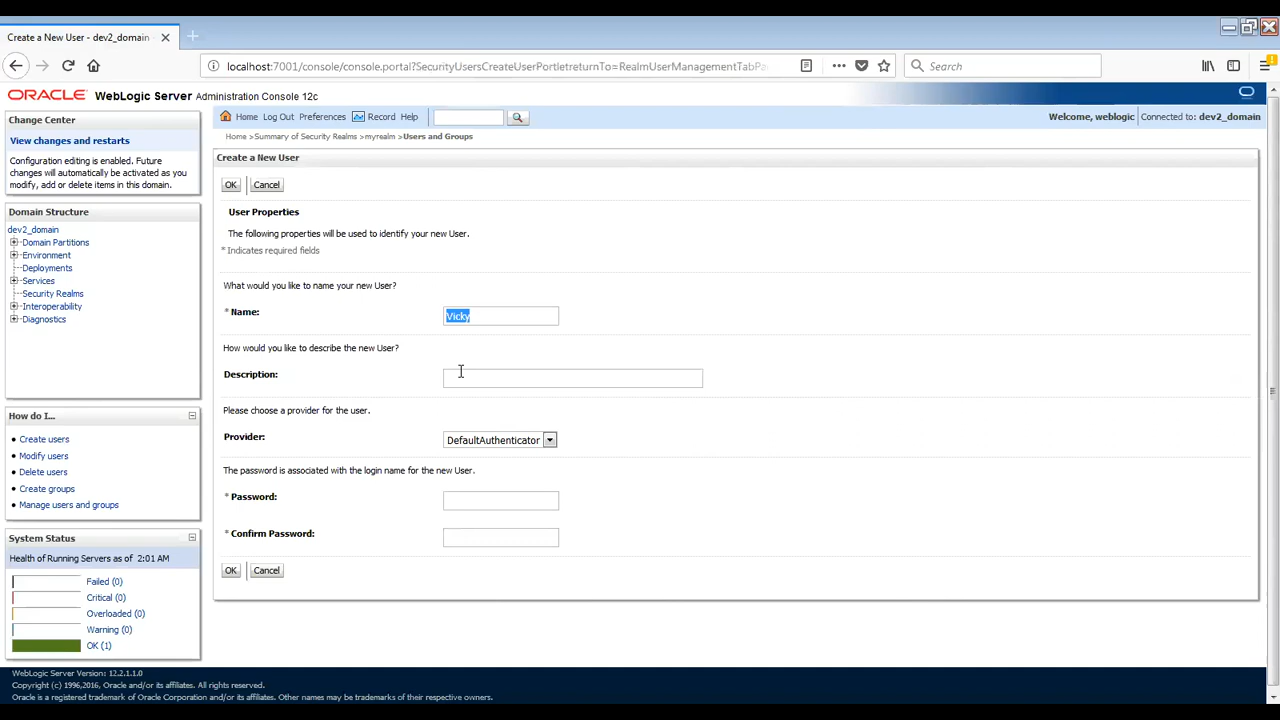 Create a New User - dev2_domain
localhost:7001/console/console.portal?SecurityUsersCreateUserPortletreturnTo=RealmUserManagementTabPa
Search
ORACLE WebLogic Server Administration Console 12c
Change Center
View changes and restarts
Configuration editing is enabled. Future
changes will automatically be activated as you
modify, add or delete items in this domain.
Domain Structure
dev2_domain
Domain Partitions
Environment
Deployments
Services
Security Realms
Interoperability
Diagnostics
How do I...
Create users
Modify users
Delete users
Create groups
Manage users and groups
System Status
Health of Running Servers as of 2:01 AM
Failed (0)
Critical (0)
Overloaded (0)
Warning (0)
OK (1)
Home Log Out Preferences Record Help
Welcome, weblogic Connected to: dev2_domain
Home >Summary of Security Realms >myrealm >Users and Groups
Create a New User
OK Cancel
User Properties
The following properties will be used to identify your new User.
* Indicates required fields
What would you like to name your new User?
* Name: Vicky
How would you like to describe the new User?
Description:
Please choose a provider for the user.
Provider: DefaultAuthenticator
The password is associated with the login name for the new User.
* Password:
* Confirm Password:
OK Cancel
WebLogic Server Version: 12.2.1.1.0
Copyright (c) 1996,2016, Oracle and/or its affiliates. All rights reserved.
Oracle is a registered trademark of Oracle Corporation and/or its affiliates. Other names may be trademarks of their respective owners.